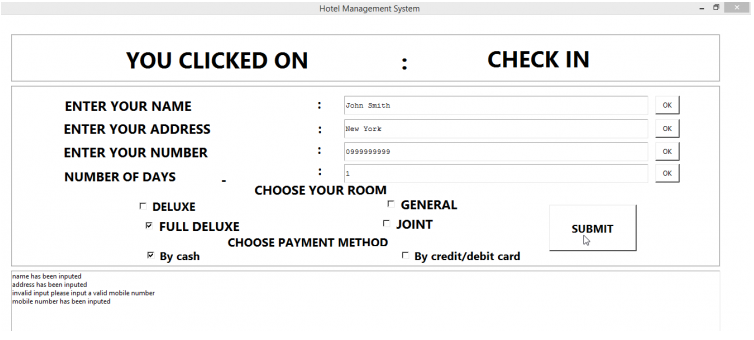 Hotel Management System
YOU CLICKED ON : CHECK IN
ENTER YOUR NAME : John Smith OK
ENTER YOUR ADDRESS : New York OK
ENTER YOUR NUMBER : 0999999999 OK
NUMBER OF DAYS - : 1 OK
CHOOSE YOUR ROOM
DELUXE GENERAL
FULL DELUXE JOINT
SUBMIT
CHOOSE PAYMENT METHOD
By cash By credit/debit card
name has been inputed
address has been inputed
invalid input please input a valid mobile number
mobile number has been inputed